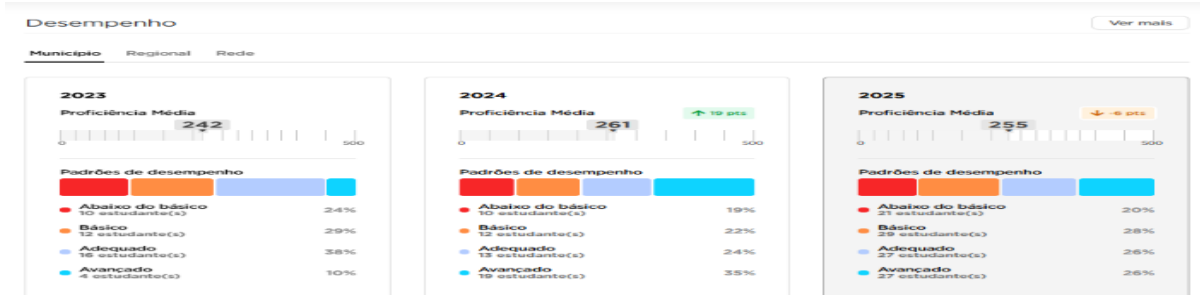 Desempenho
Ver mais
Município Regional Rede
2023
Proficiência Média
242
0 500
Padrões de desempenho
Abaixo do básico 24%
10 estudante(s)
Básico 29%
12 estudante(s)
Adequado 38%
16 estudante(s)
Avançado 10%
4 estudante(s)
2024
Proficiência Média ↑ 19 pts
261
0 500
Padrões de desempenho
Abaixo do básico 19%
10 estudante(s)
Básico 22%
12 estudante(s)
Adequado 24%
13 estudante(s)
Avançado 35%
19 estudante(s)
2025
Proficiência Média ↓ -6 pts
255
0 500
Padrões de desempenho
Abaixo do básico 20%
21 estudante(s)
Básico 28%
29 estudante(s)
Adequado 26%
27 estudante(s)
Avançado 26%
27 estudante(s)